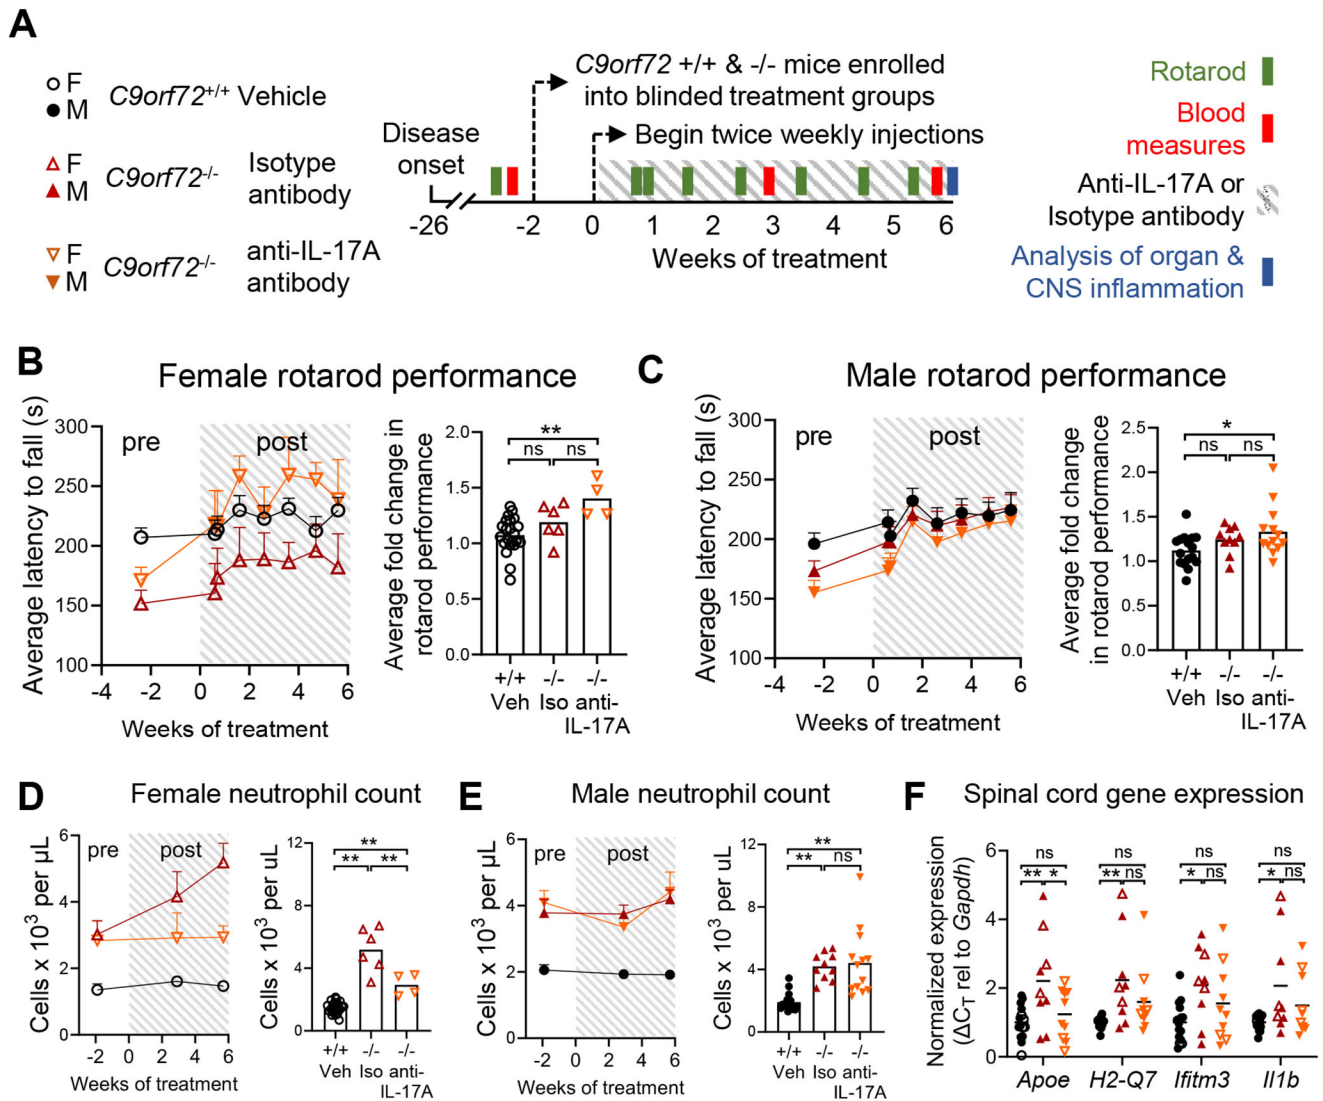 A
F
M
C9orf72+/+ Vehicle
F
M
C9orf72-/-
Isotype
antibody
F
M
C9orf72-/-
anti-IL-17A
antibody
Disease
onset
C9orf72 +/+ & -/- mice enrolled
into blinded treatment groups
Begin twice weekly injections
-26 -2 0 1 2 3 4 5 6
Weeks of treatment
Rotarod
Blood
measures
Anti-IL-17A or
Isotype antibody
Analysis of organ &
CNS inflammation
B
Female rotarod performance
Average latency to fall (s)
300
250
200
150
100
pre post
-4 -2 0 2 4 6
Weeks of treatment
Average fold change in
rotarod performance
2.0
1.5
1.0
0.5
0.0
**
ns ns
+/+ -/- -/-
Veh Iso anti-
IL-17A
C
Male rotarod performance
Average latency to fall (s)
300
250
200
150
100
pre post
-4 -2 0 2 4 6
Weeks of treatment
Average fold change
in rotarod performance
2.5
2.0
1.5
1.0
0.5
0.0
*
ns ns
+/+ -/- -/-
Veh Iso anti-
IL-17A
D
Female neutrophil count
Cells x 103 per µL
6
4
2
0
pre post
-2 0 2 4 6
Weeks of treatment
Cells x 103 per uL
12
8
4
0
**
** **
+/+ -/- -/-
Veh Iso anti-
IL-17A
E
Male neutrophil count
Cells x 103 per µL
6
4
2
0
pre post
-2 0 2 4 6
Weeks of treatment
Cells x 103 per uL
12
8
4
0
**
** ns
+/+ -/- -/-
Veh Iso anti-
IL-17A
F
Spinal cord gene expression
Normalized expression
(ΔCT rel to Gapdh)
6
4
2
0
ns ns ns ns
** * ** ns * ns * ns
Apoe H2-Q7 Ifitm3 Il1b